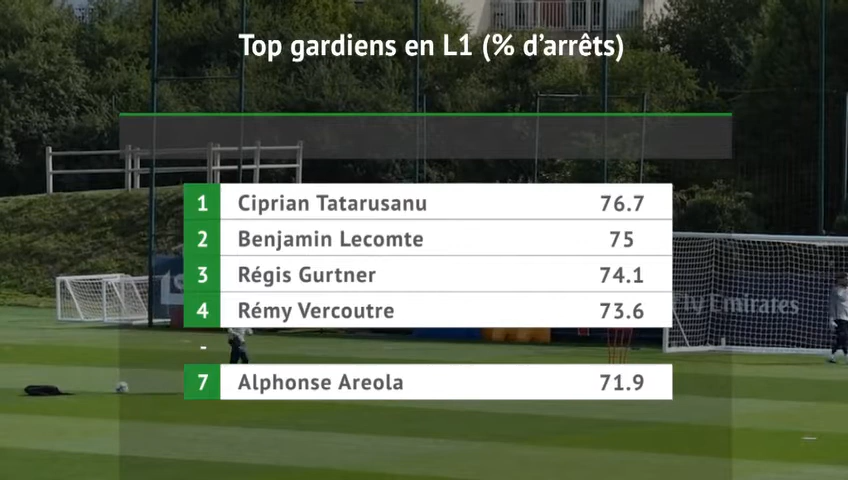 Top gardiens en L1 (% d'arrêts)
1 Ciprian Tatarusanu 76.7
2 Benjamin Lecomte 75
3 Régis Gurtner 74.1
4 Rémy Vercoutre 73.6
-
7 Alphonse Areola 71.9
Fly Emirates